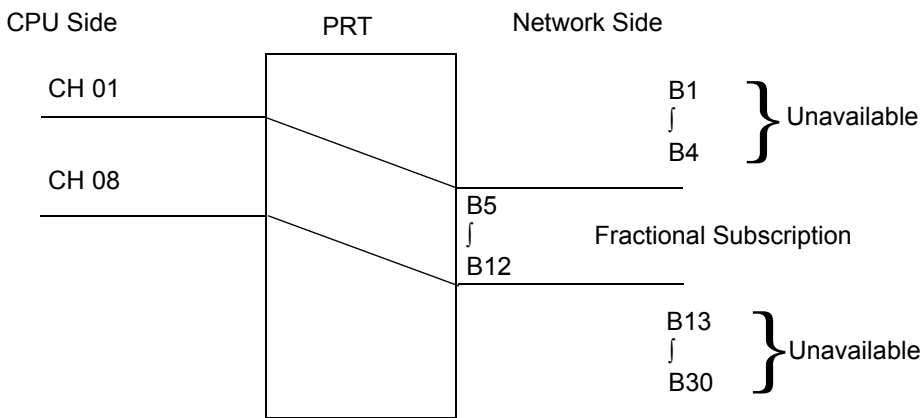 CPU Side PRT Network Side
CH 01
B1
∫
B4
Unavailable
CH 08
B5
∫
B12
Fractional Subscription
B13
∫
B30
Unavailable